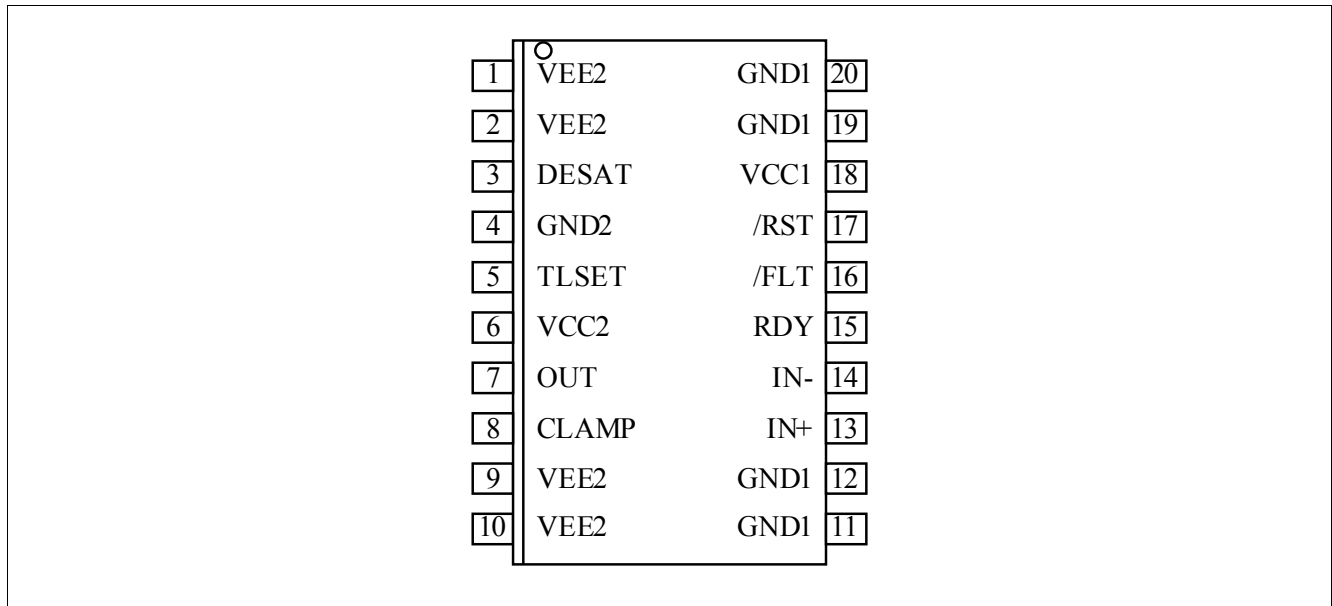 1 VEE2 GND1 20
2 VEE2 GND1 19
3 DESAT VCC1 18
4 GND2 /RST 17
5 TLSET /FLT 16
6 VCC2 RDY 15
7 OUT IN- 14
8 CLAMP IN+ 13
9 VEE2 GND1 12
10 VEE2 GND1 11